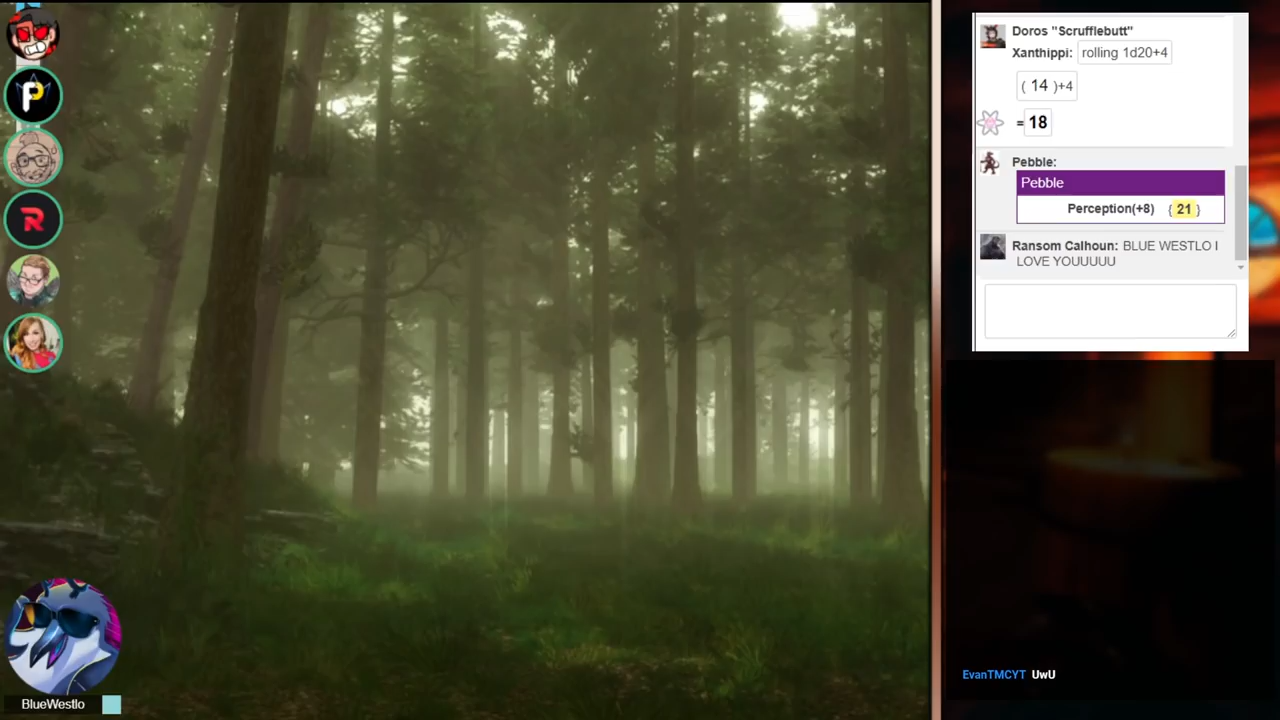 Doros "Scrufflebutt"
Xanthippi: rolling 1d20+4
( 14 )+4
=18
Pebble:
Pebble
Perception(+8) {21}
Ransom Calhoun: BLUE WESTLO I
LOVE YOUUUUU
P
R
BlueWestlo
EvanTMCYT UwU